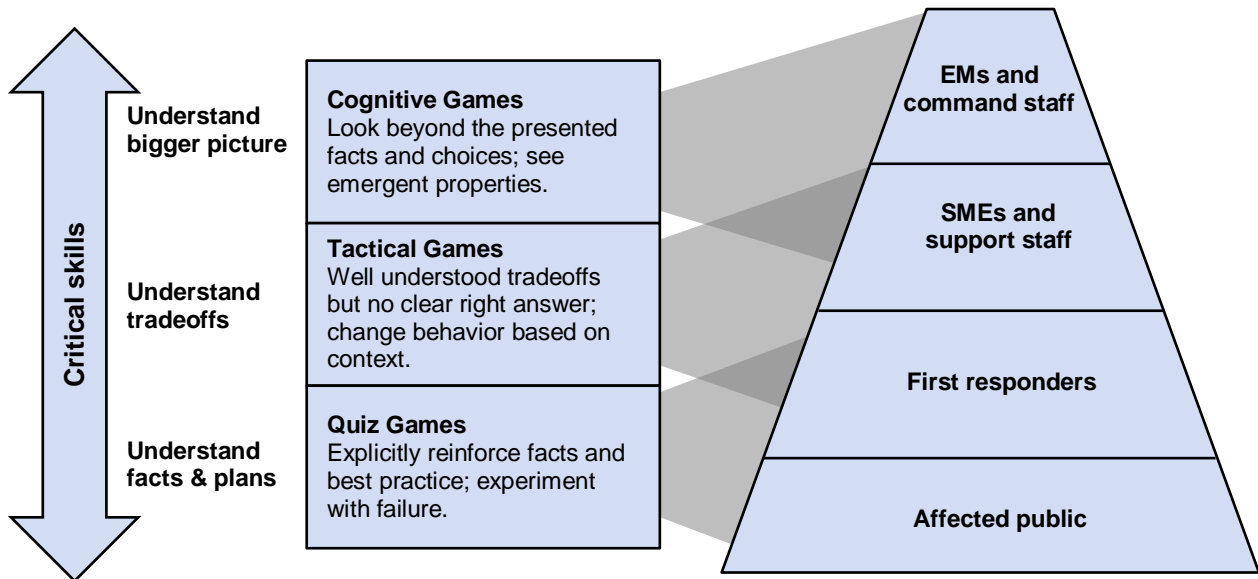 Critical skills
Understand
bigger picture
Understand
tradeoffs
Understand
facts & plans
Cognitive Games
Look beyond the presented
facts and choices; see
emergent properties.
Tactical Games
Well understood tradeoffs
but no clear right answer;
change behavior based on
context.
Quiz Games
Explicitly reinforce facts and
best practice; experiment
with failure.
EMs and
command staff
SMEs and
support staff
First responders
Affected public